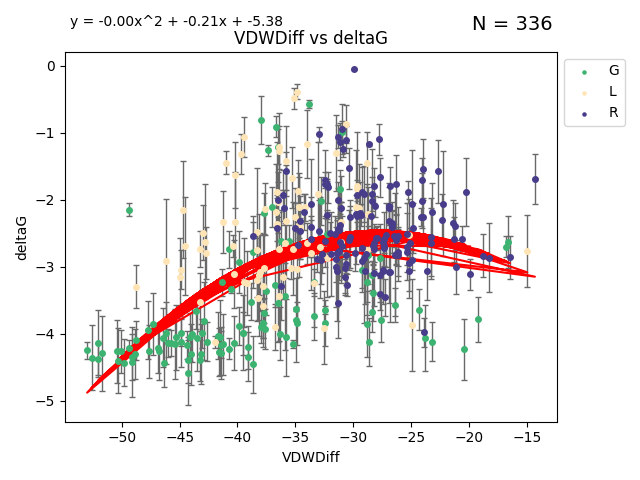 y = -0.00x^2 + -0.21x + -5.38
N = 336
VDWDiff vs deltaG
G
L
R
0
−1
−2
−3
−4
−5
deltaG
−50
−45
−40
−35
−30
−25
−20
−15
VDWDiff